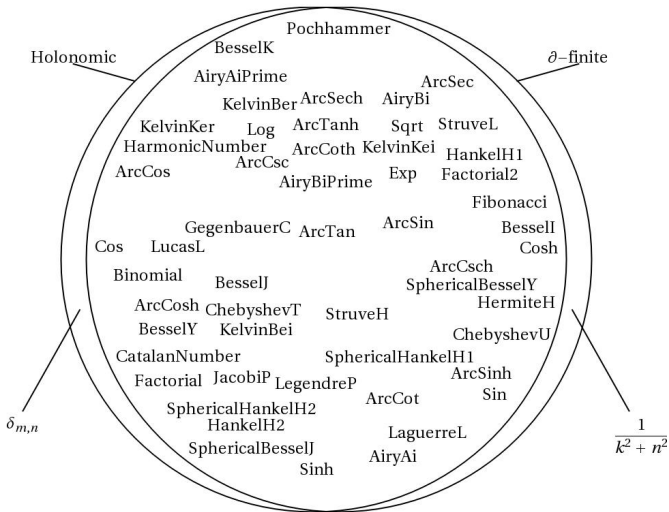 Pochhammer
BesselK
Holonomic
∂–finite
AiryAiPrime
ArcSec
KelvinBer ArcSech AiryBi
KelvinKer Log ArcTanh Sqrt StruveL
HarmonicNumber ArcCoth KelvinKei HankelH1
ArcCos ArcCsc Exp Factorial2
AiryBiPrime
Fibonacci
GegenbauerC ArcTan ArcSin BesselI
Cos LucasL Cosh
ArcCsch
Binomial BesselJ SphericalBesselY
HermiteH
ArcCosh ChebyshevT StruveH
BesselY KelvinBei ChebyshevU
CatalanNumber SphericalHankelH1
Factorial JacobiP LegendreP ArcSinh
ArcCot Sin
SphericalHankelH2
δm,n HankelH2 LaguerreL 1
k² + n²
SphericalBesselJ AiryAi
Sinh